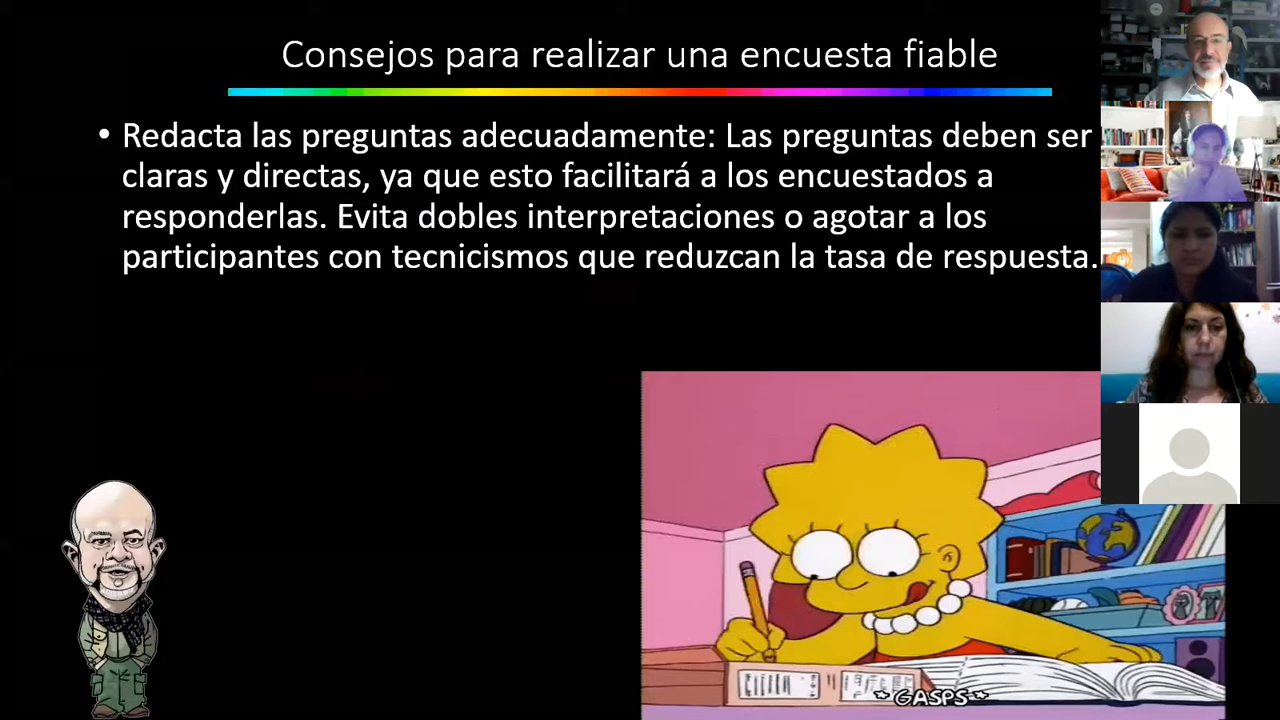 Consejos para realizar una encuesta fiable
• Redacta las preguntas adecuadamente: Las preguntas deben ser
claras y directas, ya que esto facilitará a los encuestados a
responderlas. Evita dobles interpretaciones o agotar a los
participantes con tecnicismos que reduzcan la tasa de respuesta.
*GASPS*